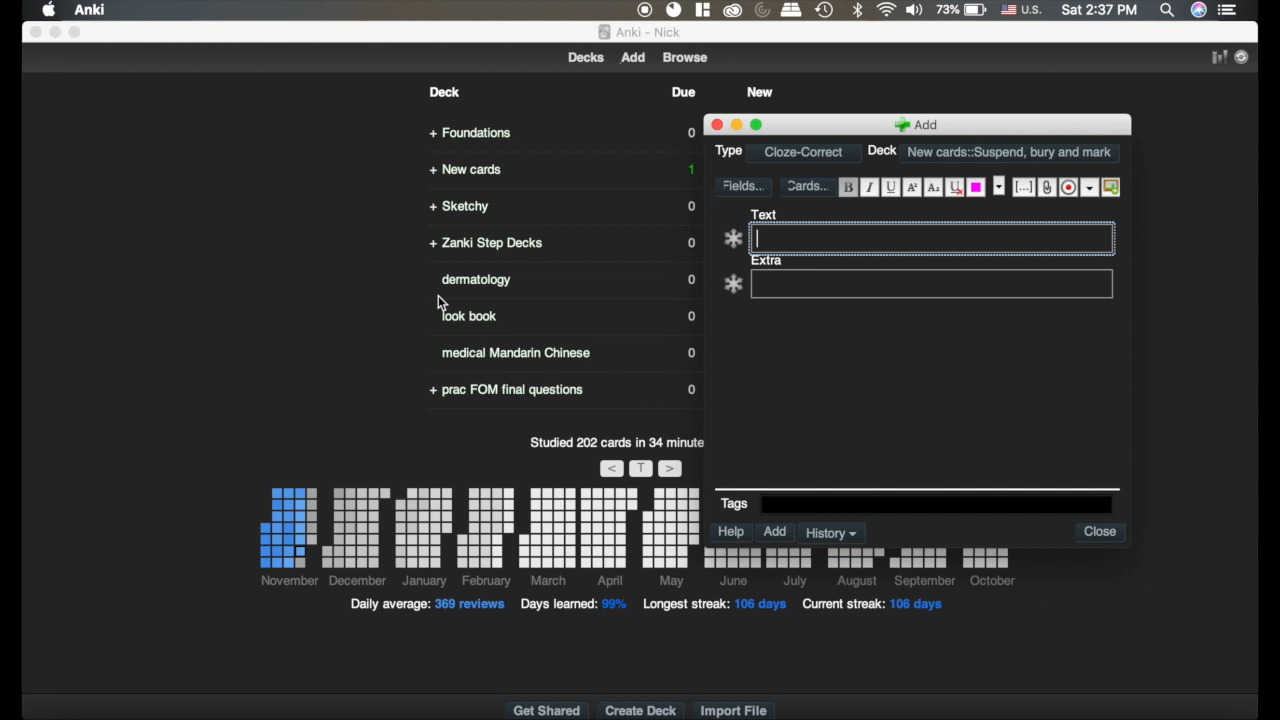 Anki
73%
U.S.
Sat 2:37 PM
Anki - Nick
Decks Add Browse
Deck Due New
+ Foundations 0
+ New cards 1
+ Sketchy 0
+ Zanki Step Decks 0
dermatology 0
look book 0
medical Mandarin Chinese 0
+ prac FOM final questions 0
Studied 202 cards in 34 minute
< T >
November December January February March April May June July August September October
Daily average: 369 reviews Days learned: 99% Longest streak: 106 days Current streak: 106 days
Get Shared Create Deck Import File
Add
Type Cloze-Correct Deck New cards::Suspend, bury and mark
Fields... Cards... B I U A² A₂ U [...]
Text
Extra
Tags
Help Add History Close